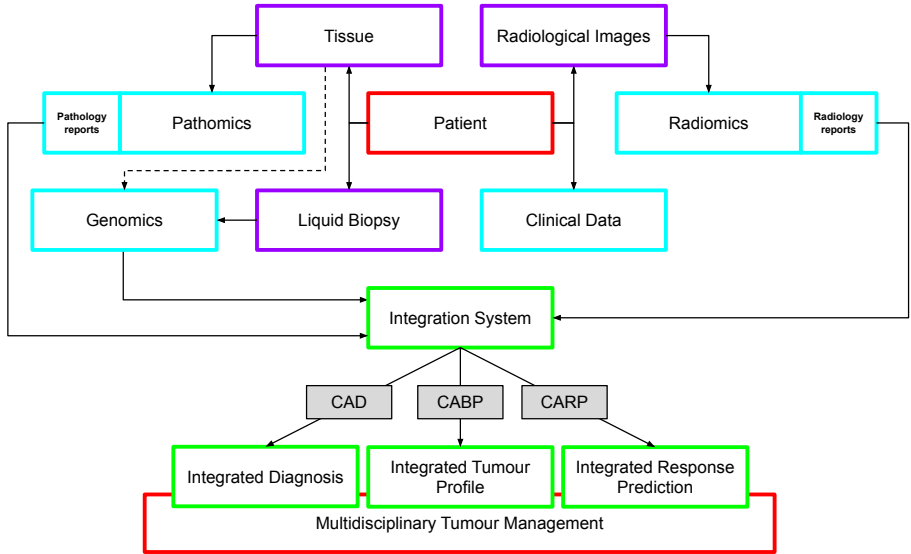 Tissue
Radiological Images
Pathology
reports
Pathomics
Patient
Radiomics
Radiology
reports
Genomics
Liquid Biopsy
Clinical Data
Integration System
CAD
CABP
CARP
Integrated Diagnosis
Integrated Tumour
Profile
Integrated Response
Prediction
Multidisciplinary Tumour Management